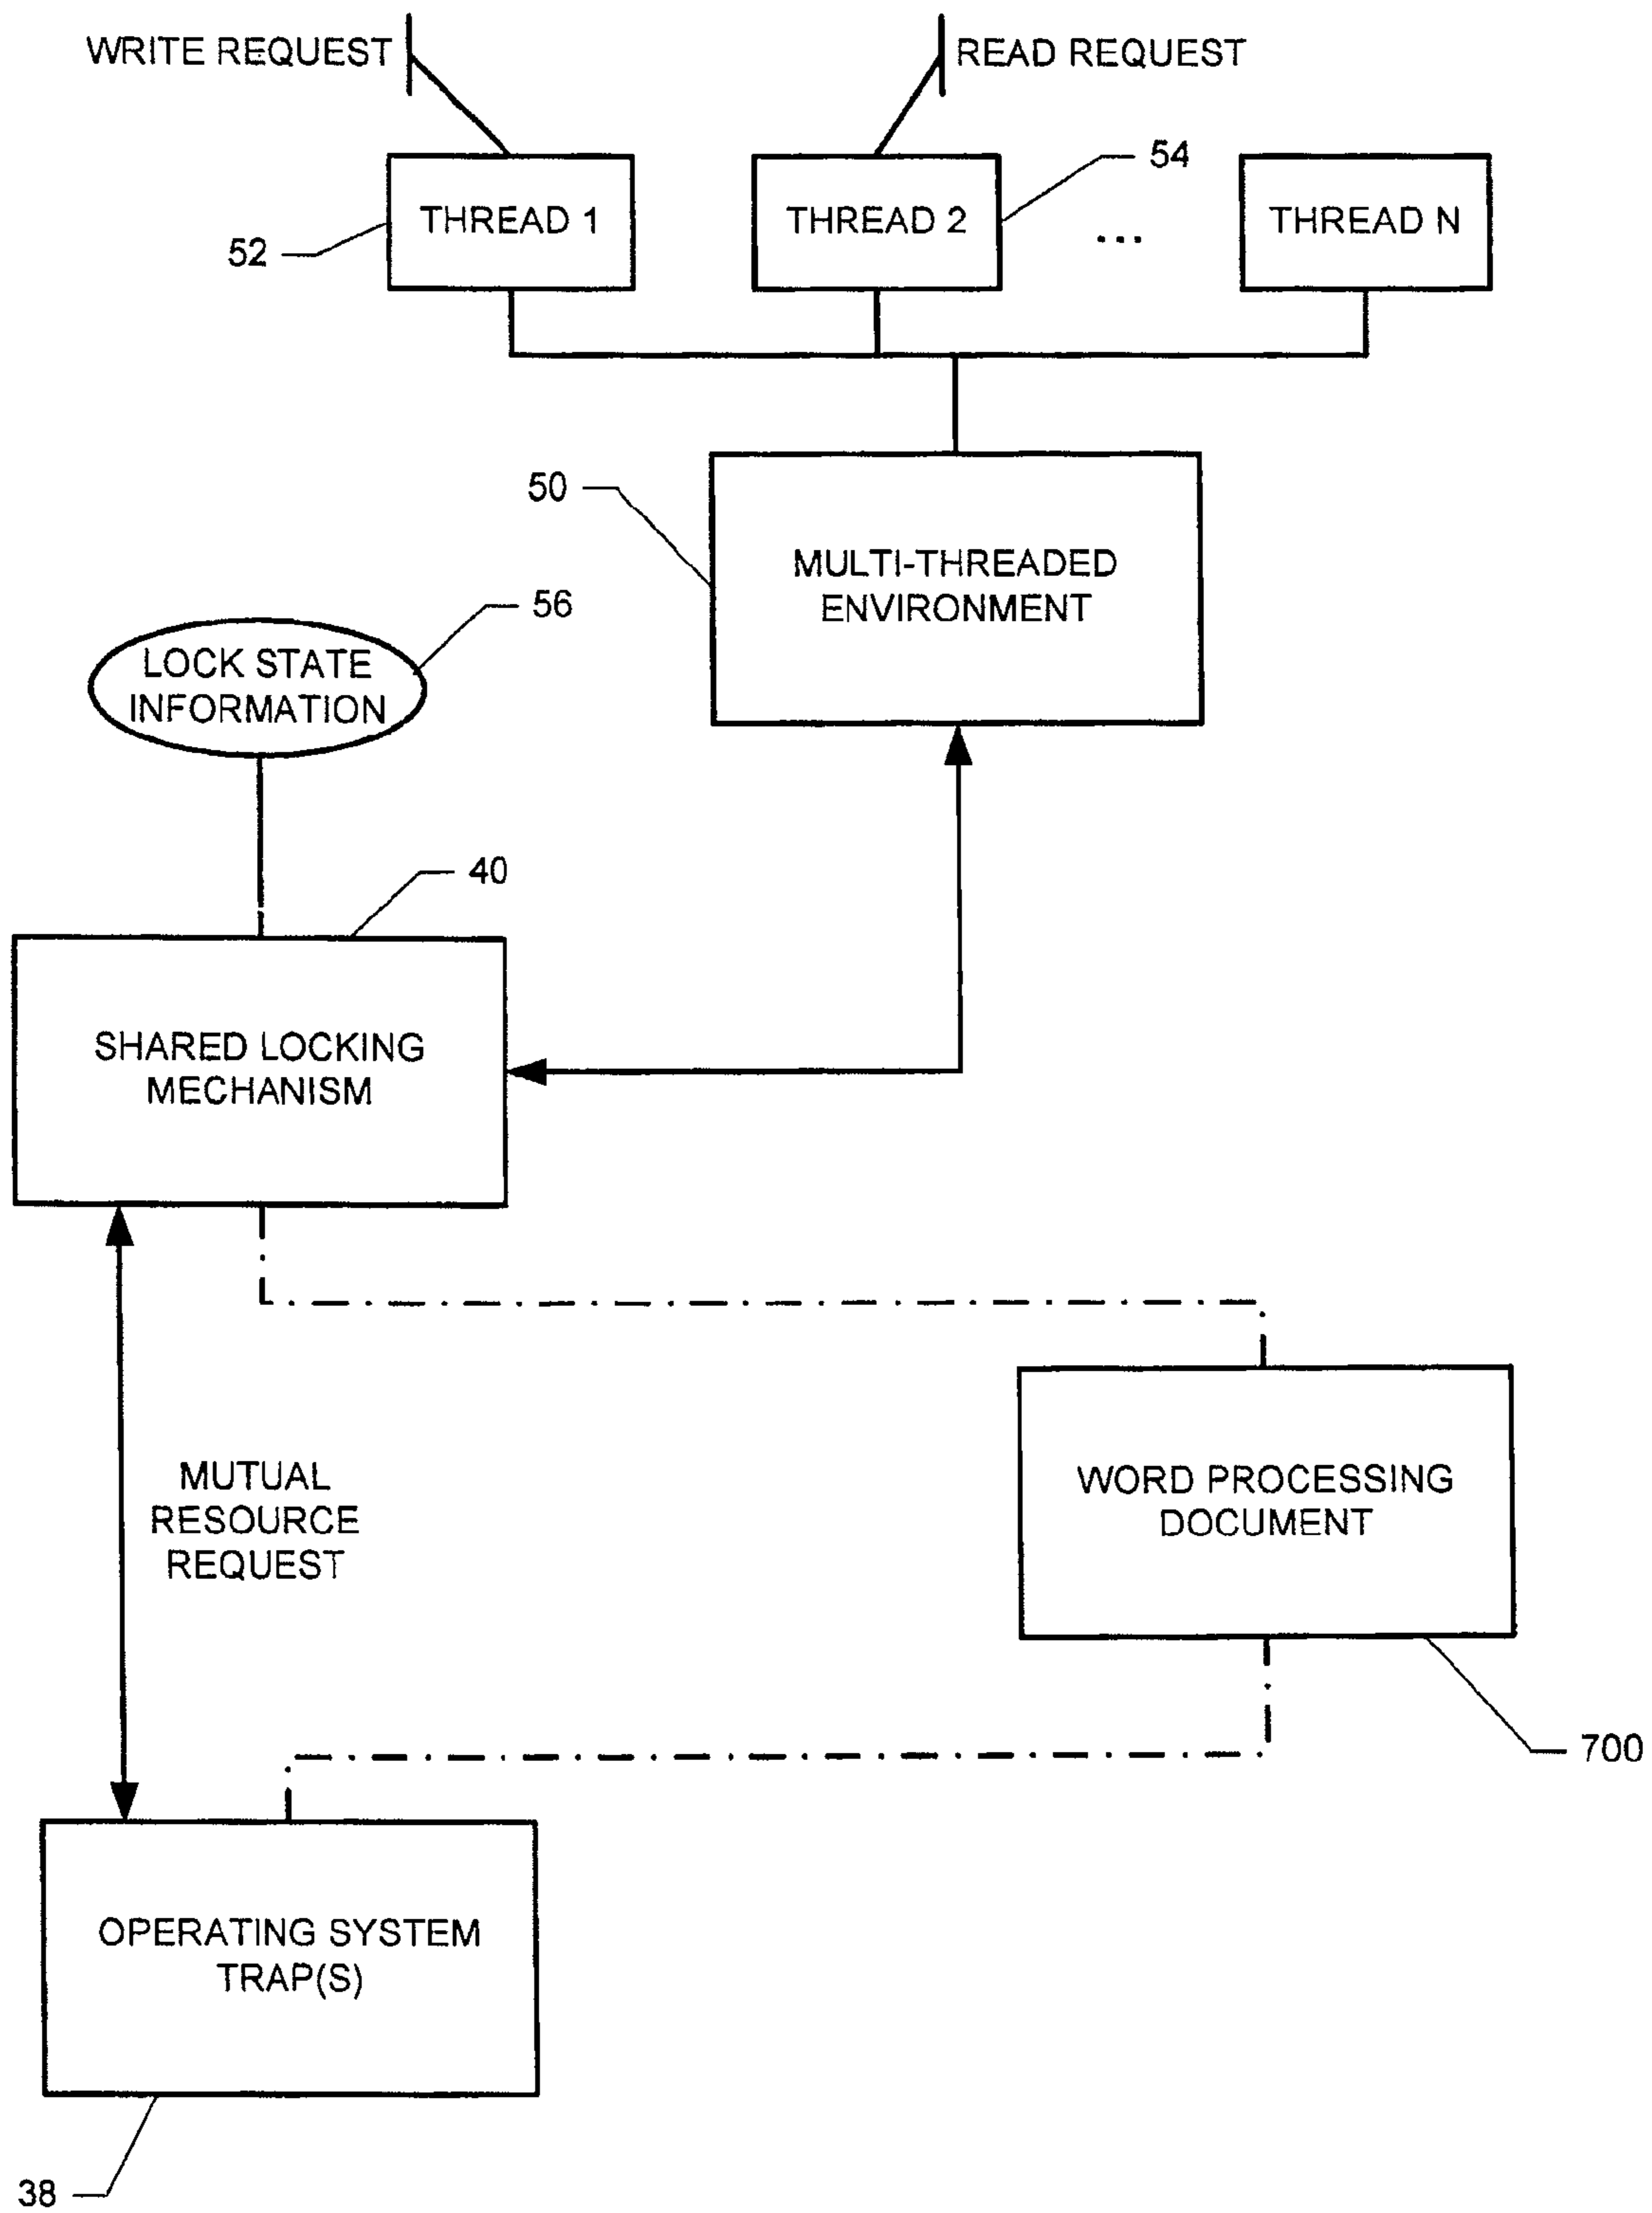 WRITE REQUEST
READ REQUEST
54
THREAD 1
THREAD 2
...
THREAD N
52
50
MULTI-THREADED
ENVIRONMENT
56
LOCK STATE
INFORMATION
40
SHARED LOCKING
MECHANISM
MUTUAL
RESOURCE
REQUEST
WORD PROCESSING
DOCUMENT
700
OPERATING SYSTEM
TRAP(S)
38